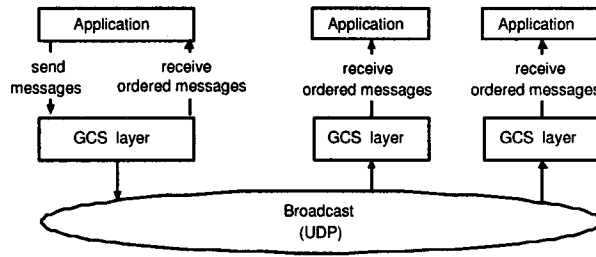 Application
Application
Application
send
messages
receive
ordered messages
receive
ordered messages
receive
ordered messages
GCS layer
GCS layer
GCS layer
Broadcast
(UDP)